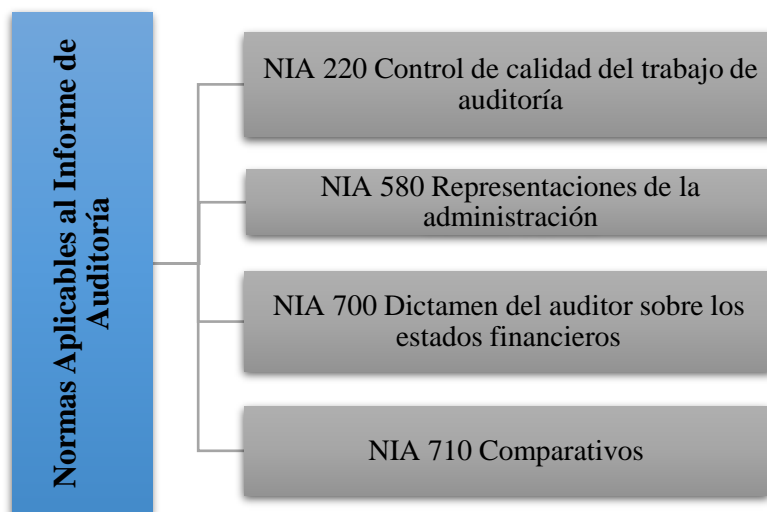 Normas Aplicables al Informe de
Auditoría
NIA 220 Control de calidad del trabajo de
auditoría
NIA 580 Representaciones de la
administración
NIA 700 Dictamen del auditor sobre los
estados financieros
NIA 710 Comparativos